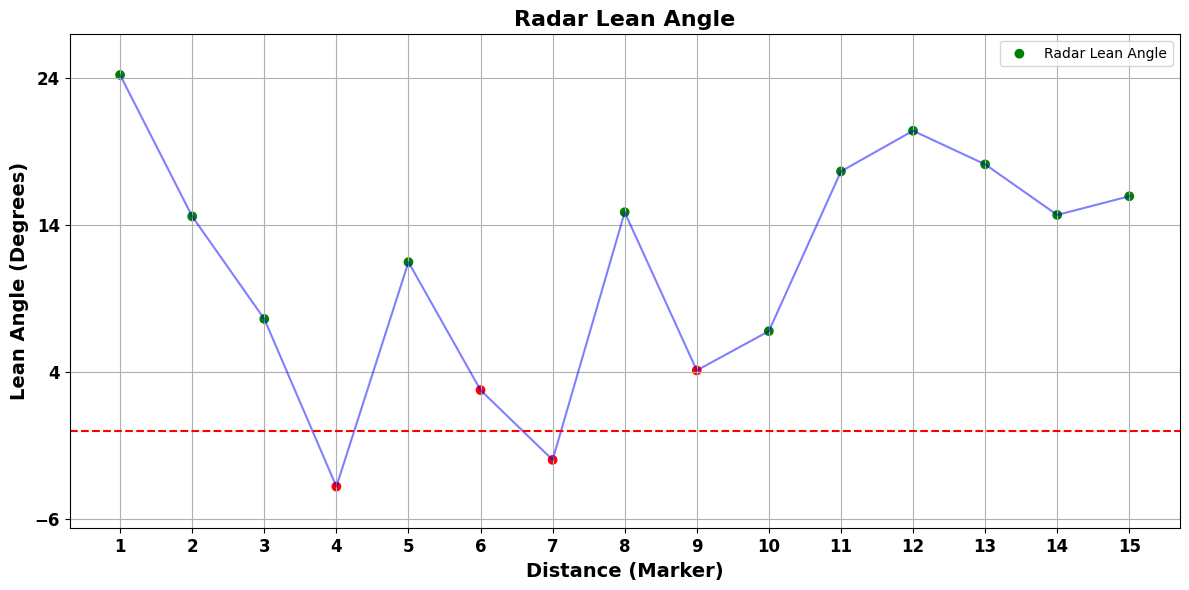 Radar Lean Angle
Radar Lean Angle
24
14
4
−6
Lean Angle (Degrees)
1 2 3 4 5 6 7 8 9 10 11 12 13 14 15
Distance (Marker)